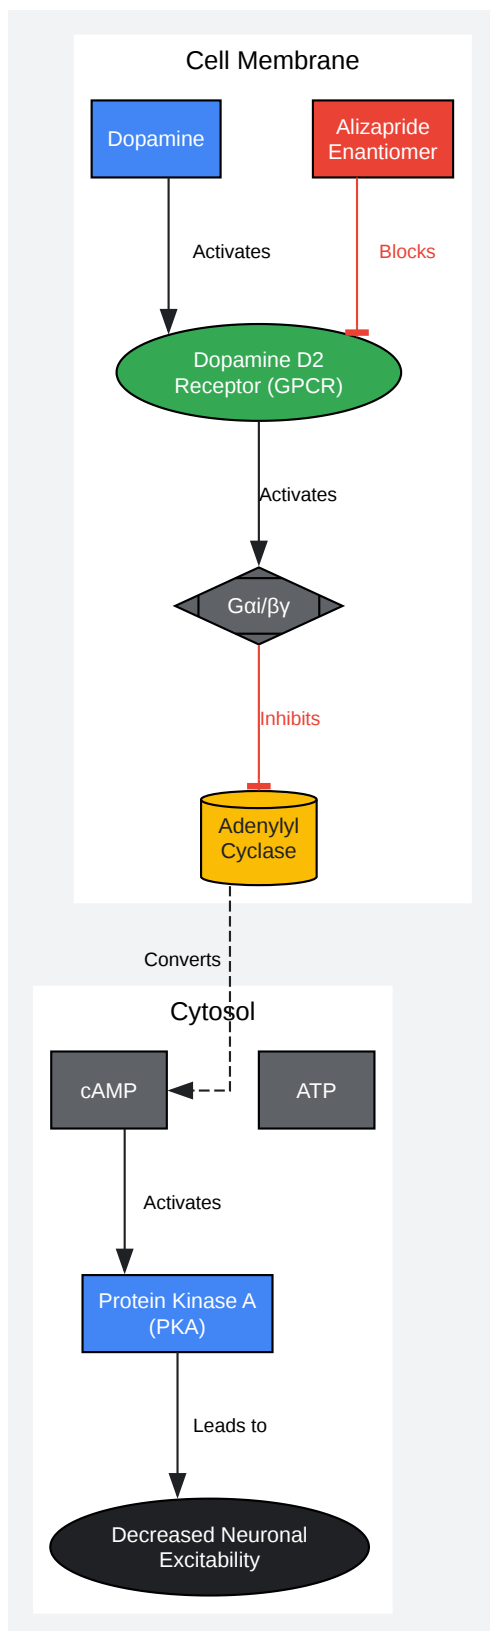 Cell Membrane
Dopamine
Alizapride
Enantiomer
Activates
Blocks
Dopamine D2
Receptor (GPCR)
Activates
Gαi/βγ
Inhibits
Adenylyl
Cyclase
Converts
Cytosol
cAMP
ATP
Activates
Protein Kinase A
(PKA)
Leads to
Decreased Neuronal
Excitability